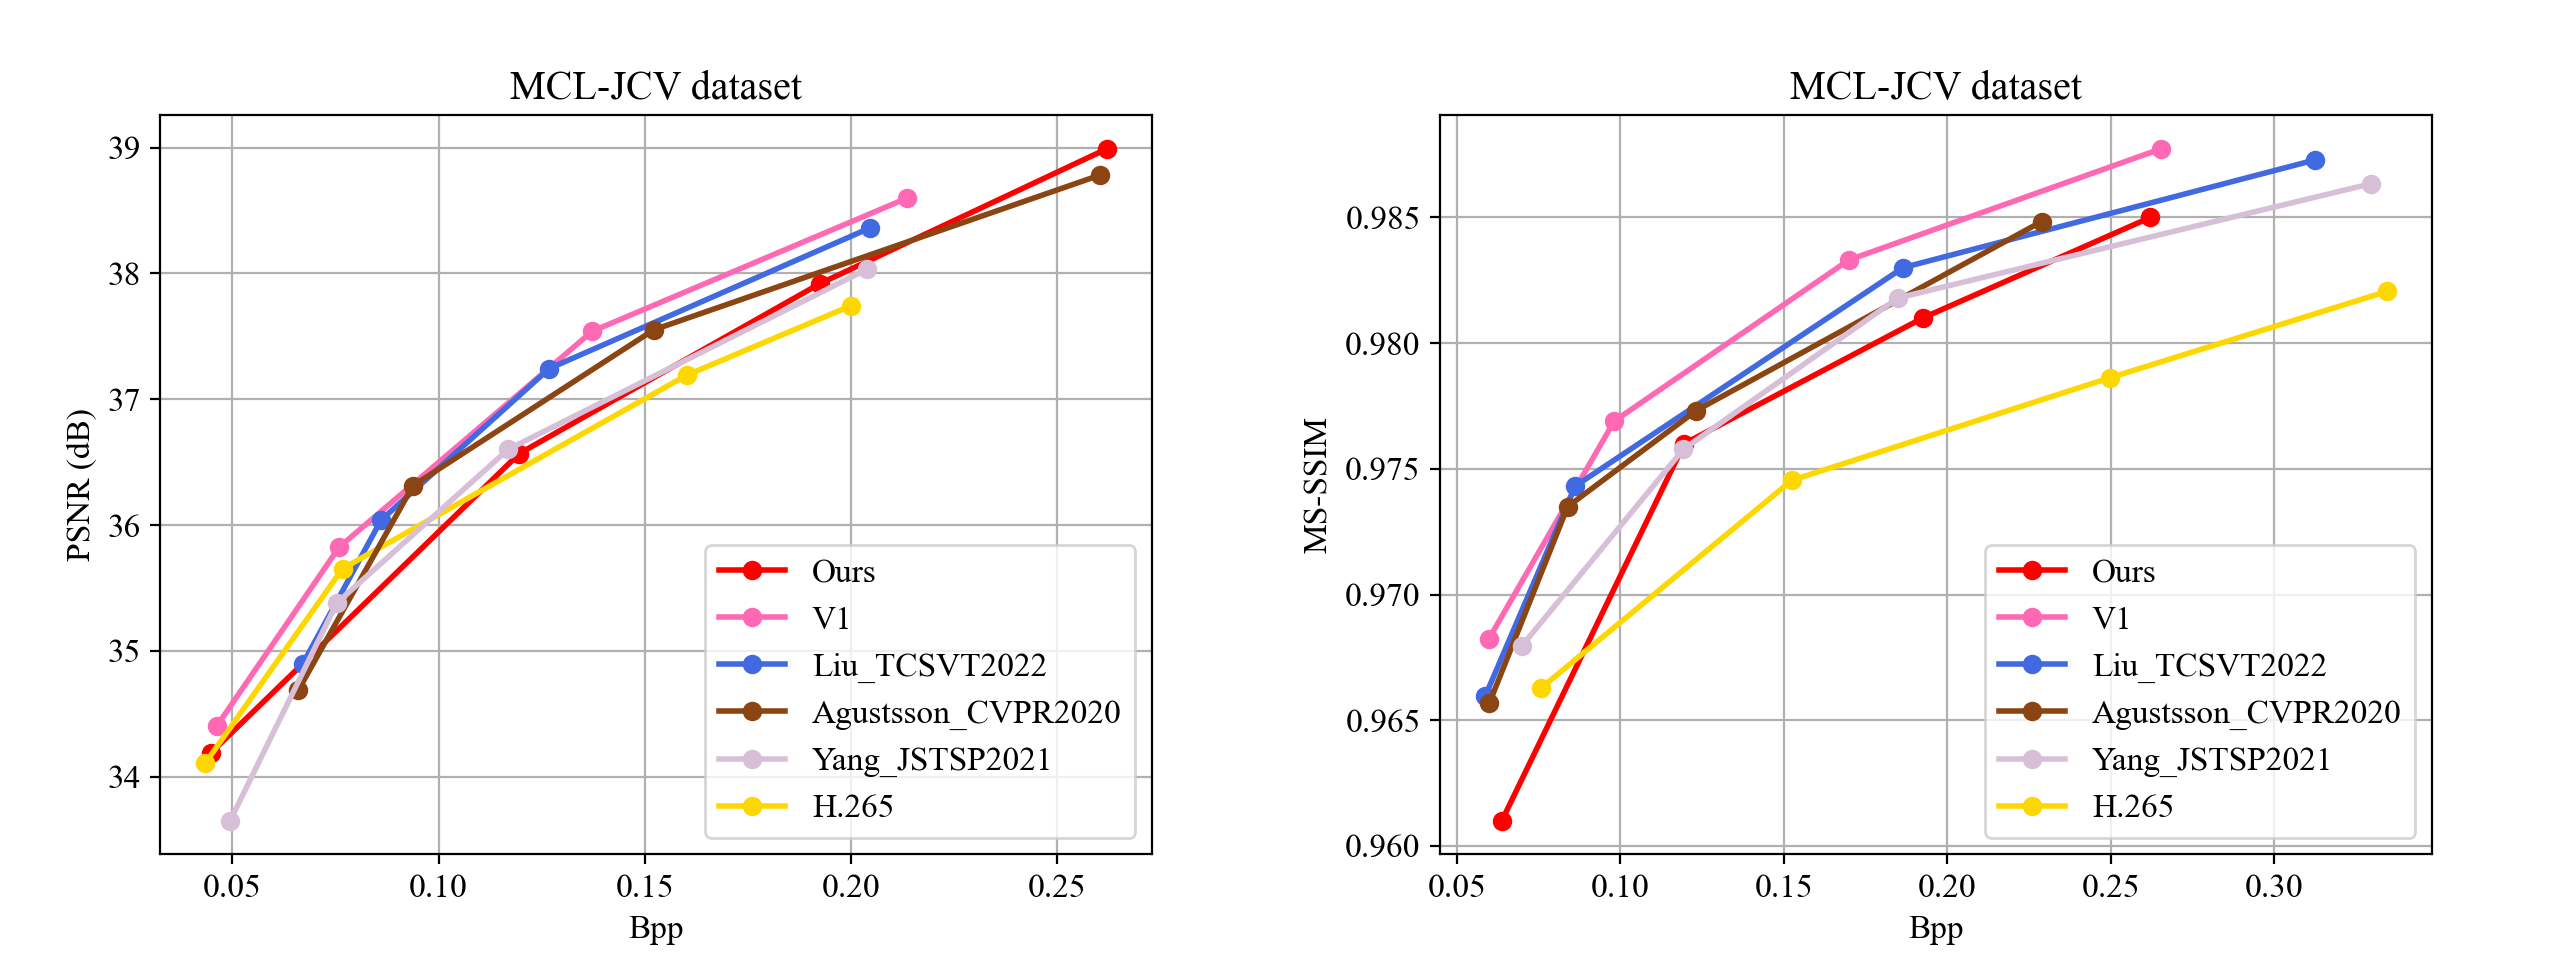 MCL-JCV dataset
39
38
37
36
35
34
PSNR (dB)
0.05 0.10 0.15 0.20 0.25
Bpp
Ours
V1
Liu_TCSVT2022
Agustsson_CVPR2020
Yang_JSTSP2021
H.265
MCL-JCV dataset
0.985
0.980
0.975
0.970
0.965
0.960
MS-SSIM
0.05 0.10 0.15 0.20 0.25 0.30
Bpp
Ours
V1
Liu_TCSVT2022
Agustsson_CVPR2020
Yang_JSTSP2021
H.265